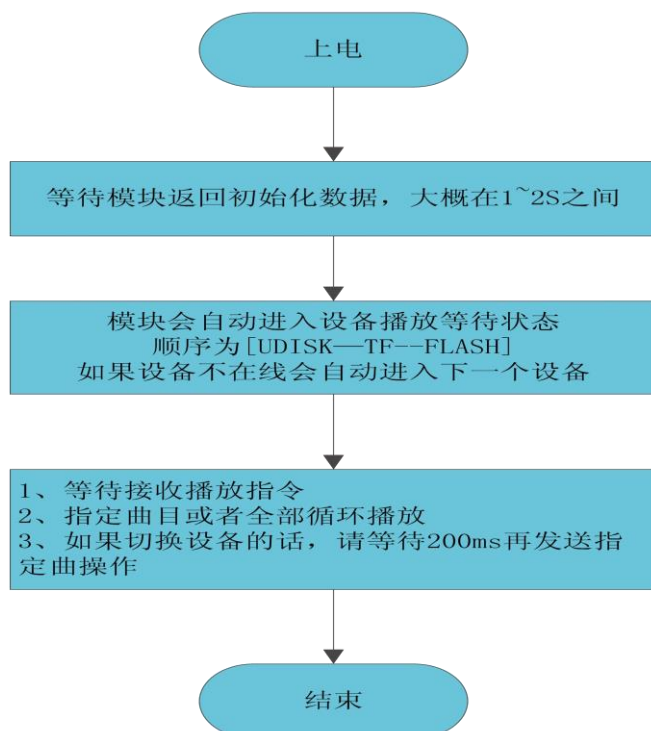 上电
等待模块返回初始化数据，大概在1~2S之间
模块会自动进入设备播放等待状态
顺序为[UDISK——TF--FLASH]
如果设备不在线会自动进入下一个设备
1、等待接收播放指令
2、指定曲目或者全部循环播放
3、如果切换设备的话，请等待200ms再发送指
定曲操作
结束